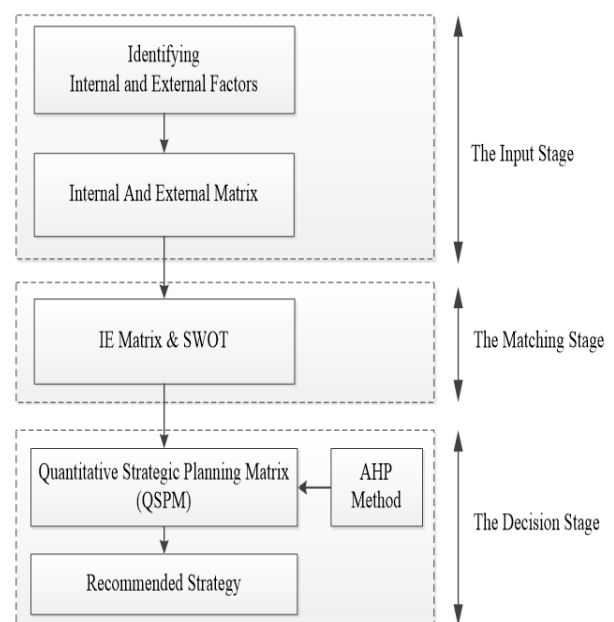 Identifying
Internal and External Factors
Internal And External Matrix
The Input Stage
IE Matrix & SWOT
The Matching Stage
Quantitative Strategic Planning Matrix
(QSPM)
AHP
Method
The Decision Stage
Recommended Strategy